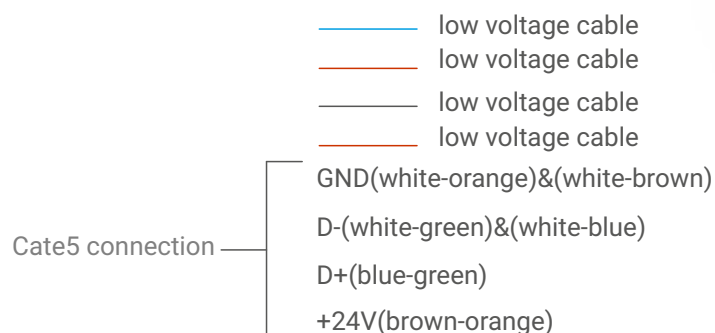 low voltage cable
low voltage cable
low voltage cable
low voltage cable
GND(white-orange)&(white-brown)
D-(white-green)&(white-blue)
Cate5 connection
D+(blue-green)
+24V(brown-orange)